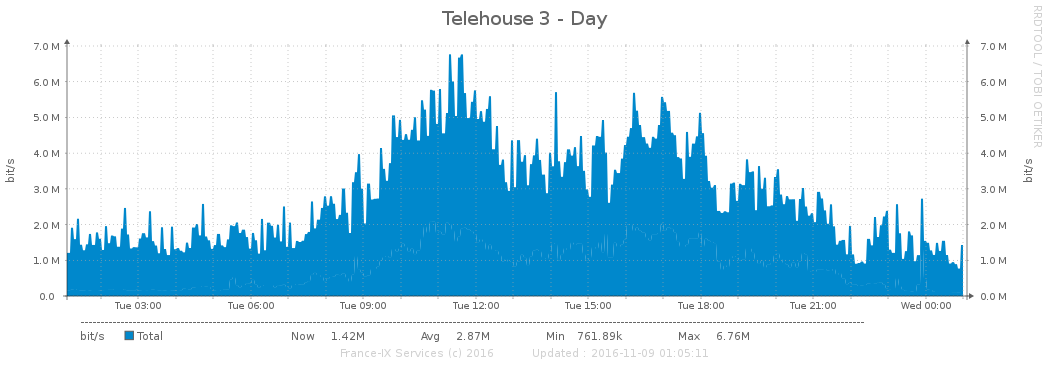 Telehouse 3 - Day
RRDTOOL / TOBI OETIKER
bit/s
bit/s
7.0 M 7.0 M
6.0 M 6.0 M
5.0 M 5.0 M
4.0 M 4.0 M
3.0 M 3.0 M
2.0 M 2.0 M
1.0 M 1.0 M
0.0 0.0 M
Tue 03:00 Tue 06:00 Tue 09:00 Tue 12:00 Tue 15:00 Tue 18:00 Tue 21:00 Wed 00:00
bit/s Total Now 1.42M Avg 2.87M Min 761.89k Max 6.76M
France-IX Services (c) 2016 Updated : 2016-11-09 01:05:11